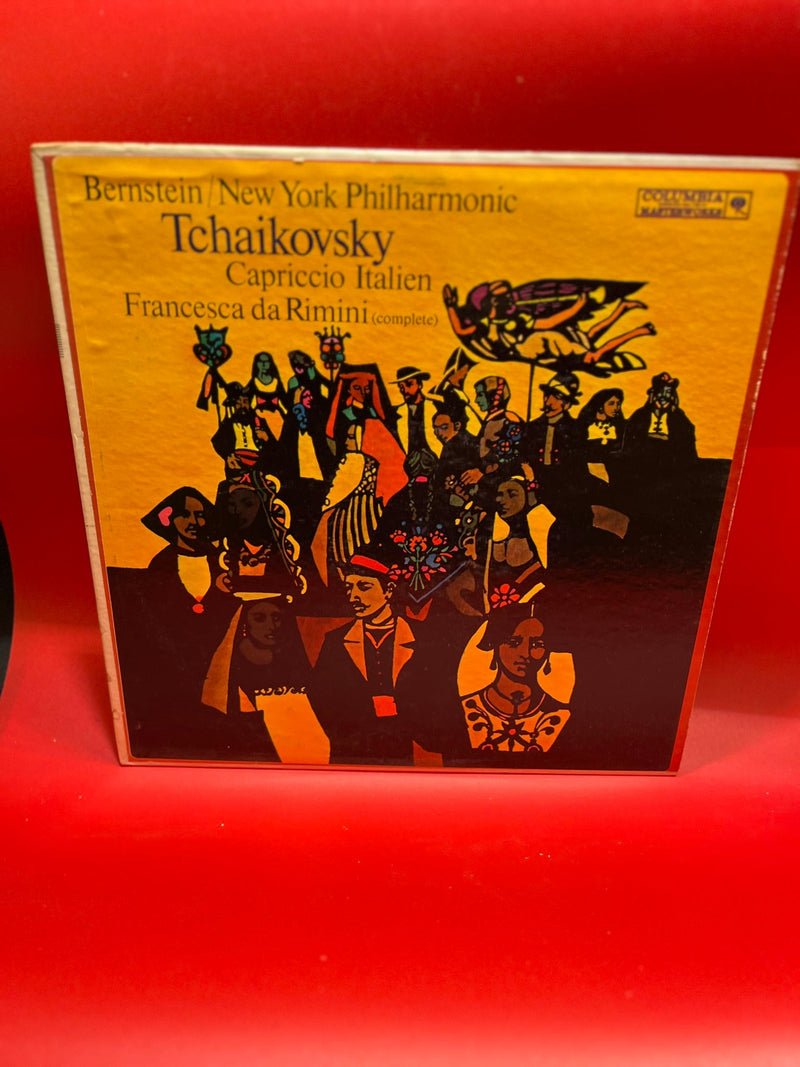 Bernstein/New York Philharmonic
Tchaikovsky
Capriccio Italien
Francesca da Rimini (complete)
COLUMBIA
MASTERWORKS